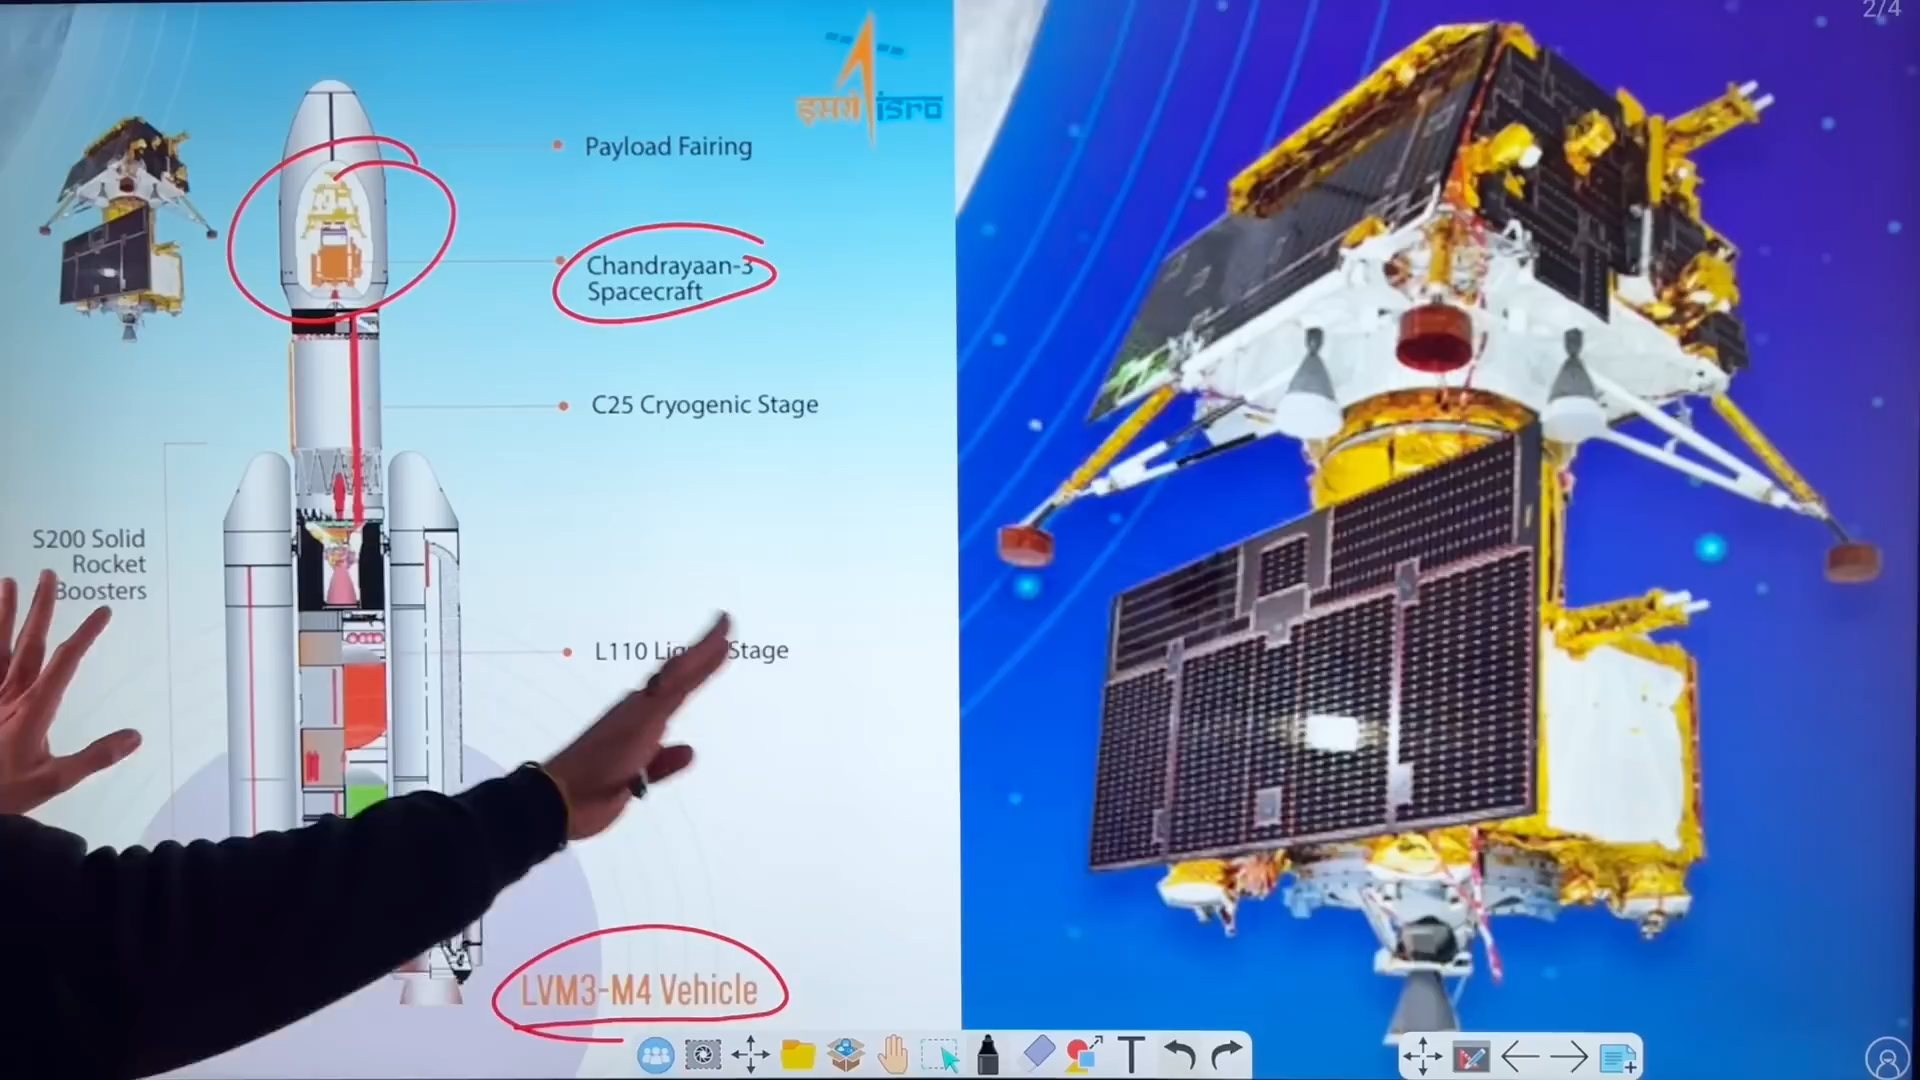 2/4
इसरो isro
Payload Fairing
Chandrayaan-3
Spacecraft
C25 Cryogenic Stage
S200 Solid
Rocket
Boosters
L110 Stage
LVM3-M4 Vehicle
T